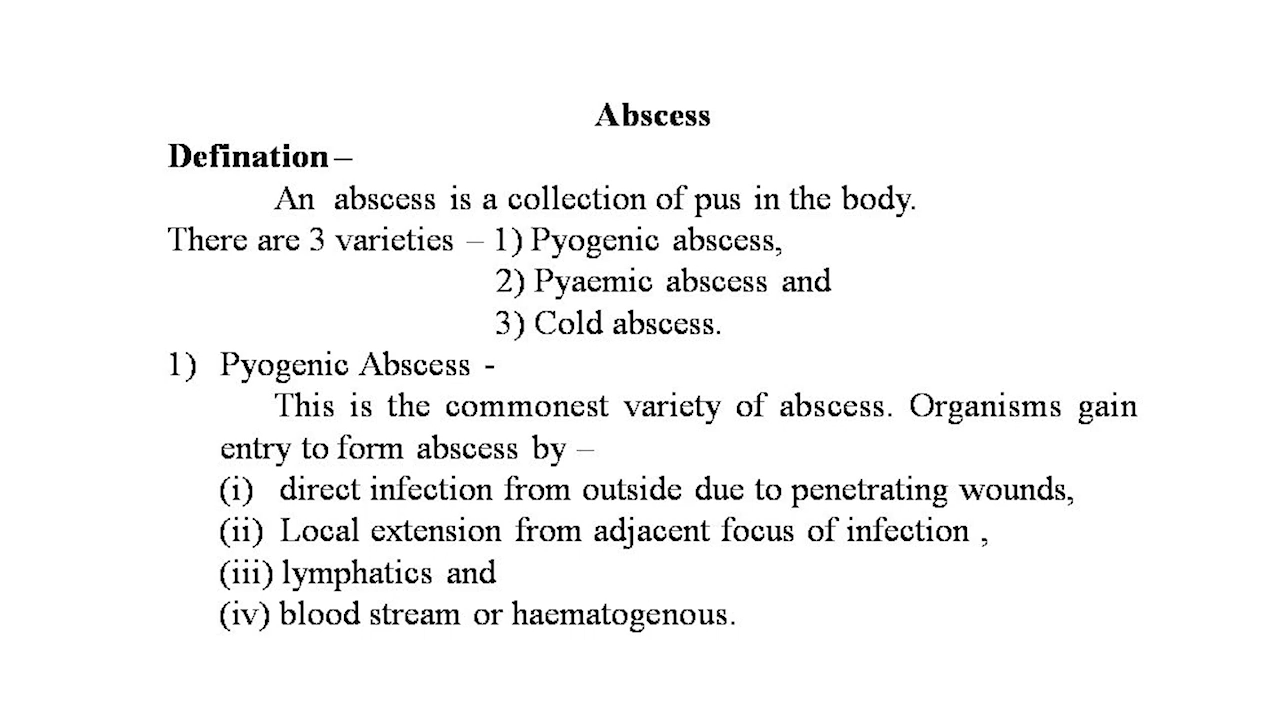 Abscess
Defination –
An abscess is a collection of pus in the body.
There are 3 varieties – 1) Pyogenic abscess,
2) Pyaemic abscess and
3) Cold abscess.
1) Pyogenic Abscess -
This is the commonest variety of abscess. Organisms gain
entry to form abscess by –
(i) direct infection from outside due to penetrating wounds,
(ii) Local extension from adjacent focus of infection ,
(iii) lymphatics and
(iv) blood stream or haematogenous.